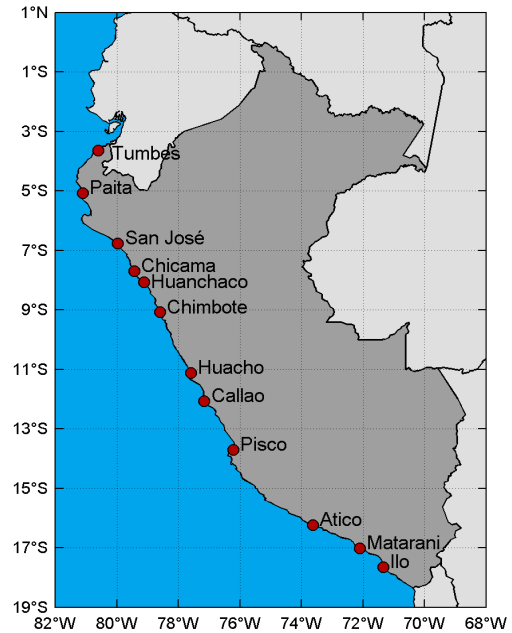 1°N
1°S
3°S
Tumbes
5°S
Paita
San José
7°S
Chicama
Huanchaco
9°S
Chimbote
11°S
Huacho
Callao
13°S
Pisco
15°S
Atico
17°S
Matarani
Ilo
19°S
82°W 80°W 78°W 76°W 74°W 72°W 70°W 68°W